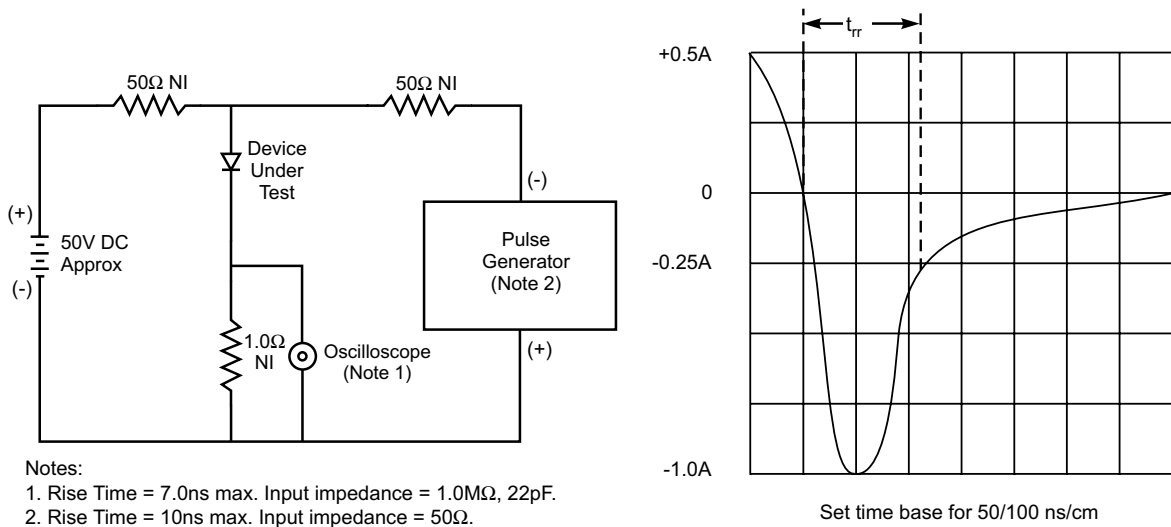 50Ω NI
50Ω NI
Device
Under
Test
(+)
50V DC
Approx
(-)
1.0Ω
NI
Oscilloscope
(Note 1)
(-)
Pulse
Generator
(Note 2)
(+)
Notes:
1. Rise Time = 7.0ns max. Input impedance = 1.0MΩ, 22pF.
2. Rise Time = 10ns max. Input impedance = 50Ω.
trr
+0.5A
0
-0.25A
-1.0A
Set time base for 50/100 ns/cm